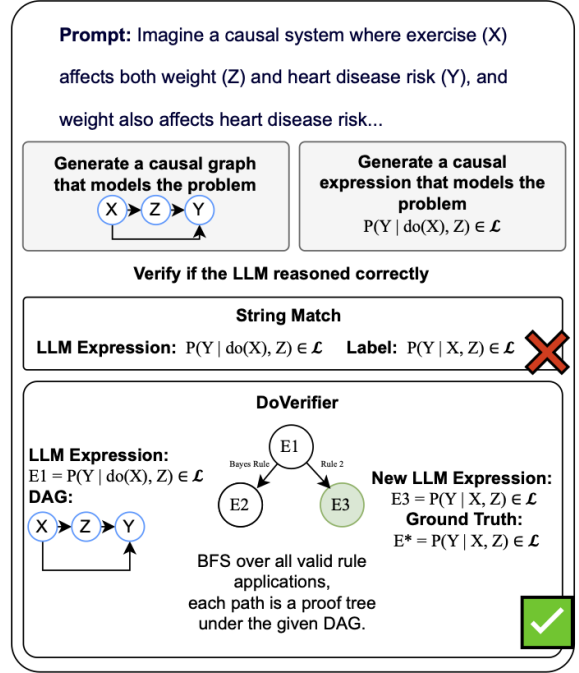 Prompt: Imagine a causal system where exercise (X)
affects both weight (Z) and heart disease risk (Y), and
weight also affects heart disease risk...
Generate a causal graph
that models the problem
X Z Y
Generate a causal
expression that models the
problem
P(Y | do(X), Z) ∈ ℒ
Verify if the LLM reasoned correctly
String Match
LLM Expression: P(Y | do(X), Z) ∈ ℒ Label: P(Y | X, Z) ∈ ℒ
DoVerifier
LLM Expression:
E1 = P(Y | do(X), Z) ∈ ℒ
DAG:
X Z Y
E1
Bayes Rule Rule 2
E2 E3
BFS over all valid rule
applications,
each path is a proof tree
under the given DAG.
New LLM Expression:
E3 = P(Y | X, Z) ∈ ℒ
Ground Truth:
E* = P(Y | X, Z) ∈ ℒ